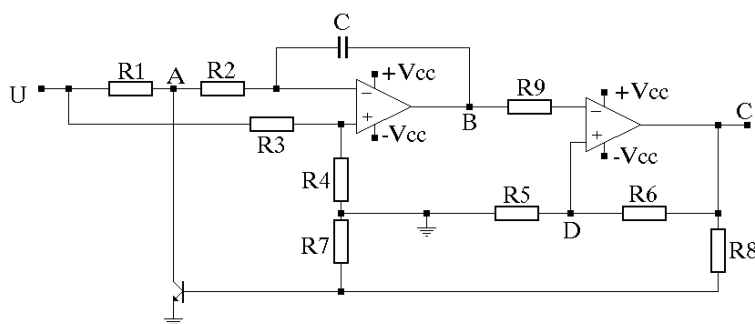 C
R1
A
R2
+Vcc
U
−
R9
+Vcc
+
B
−
C
R3
-Vcc
+
-Vcc
R4
R5
R6
D
R7
R8